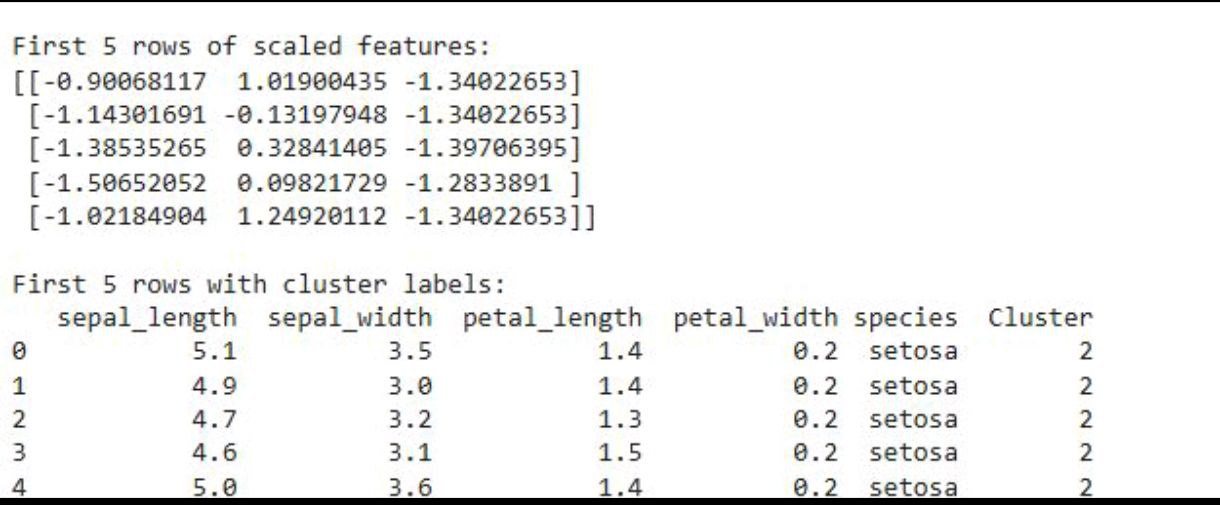 First 5 rows of scaled features:
[[-0.90068117  1.01900435 -1.34022653]
 [-1.14301691 -0.13197948 -1.34022653]
 [-1.38535265  0.32841405 -1.39706395]
 [-1.50652052  0.09821729 -1.2833891 ]
 [-1.02184904  1.24920112 -1.34022653]]
First 5 rows with cluster labels:
   sepal_length  sepal_width  petal_length  petal_width species  Cluster
0           5.1          3.5           1.4          0.2  setosa        2
1           4.9          3.0           1.4          0.2  setosa        2
2           4.7          3.2           1.3          0.2  setosa        2
3           4.6          3.1           1.5          0.2  setosa        2
4           5.0          3.6           1.4          0.2  setosa        2